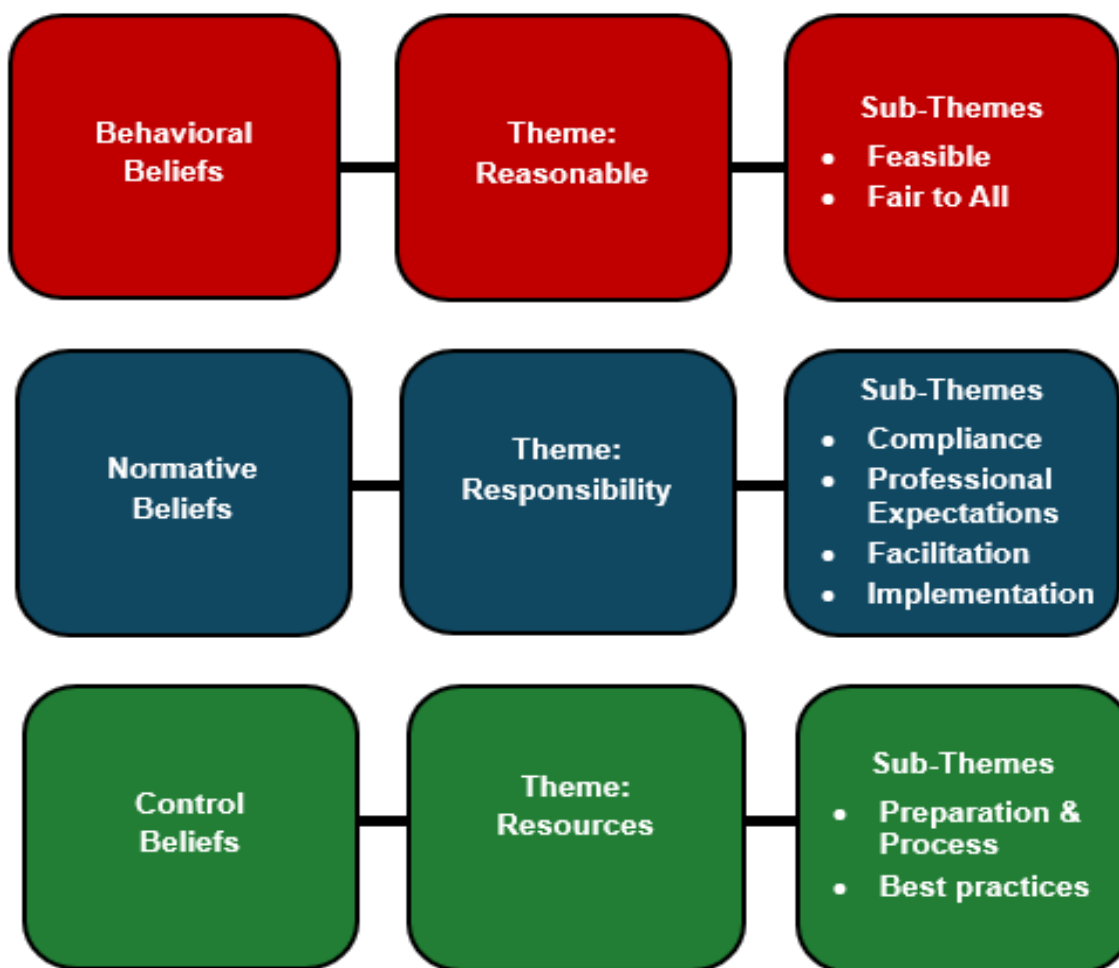 Behavioral
Beliefs
Theme:
Reasonable
Sub-Themes
• Feasible
• Fair to All
Normative
Beliefs
Theme:
Responsibility
Sub-Themes
• Compliance
• Professional
Expectations
• Facilitation
• Implementation
Control
Beliefs
Theme:
Resources
Sub-Themes
• Preparation &
Process
• Best practices